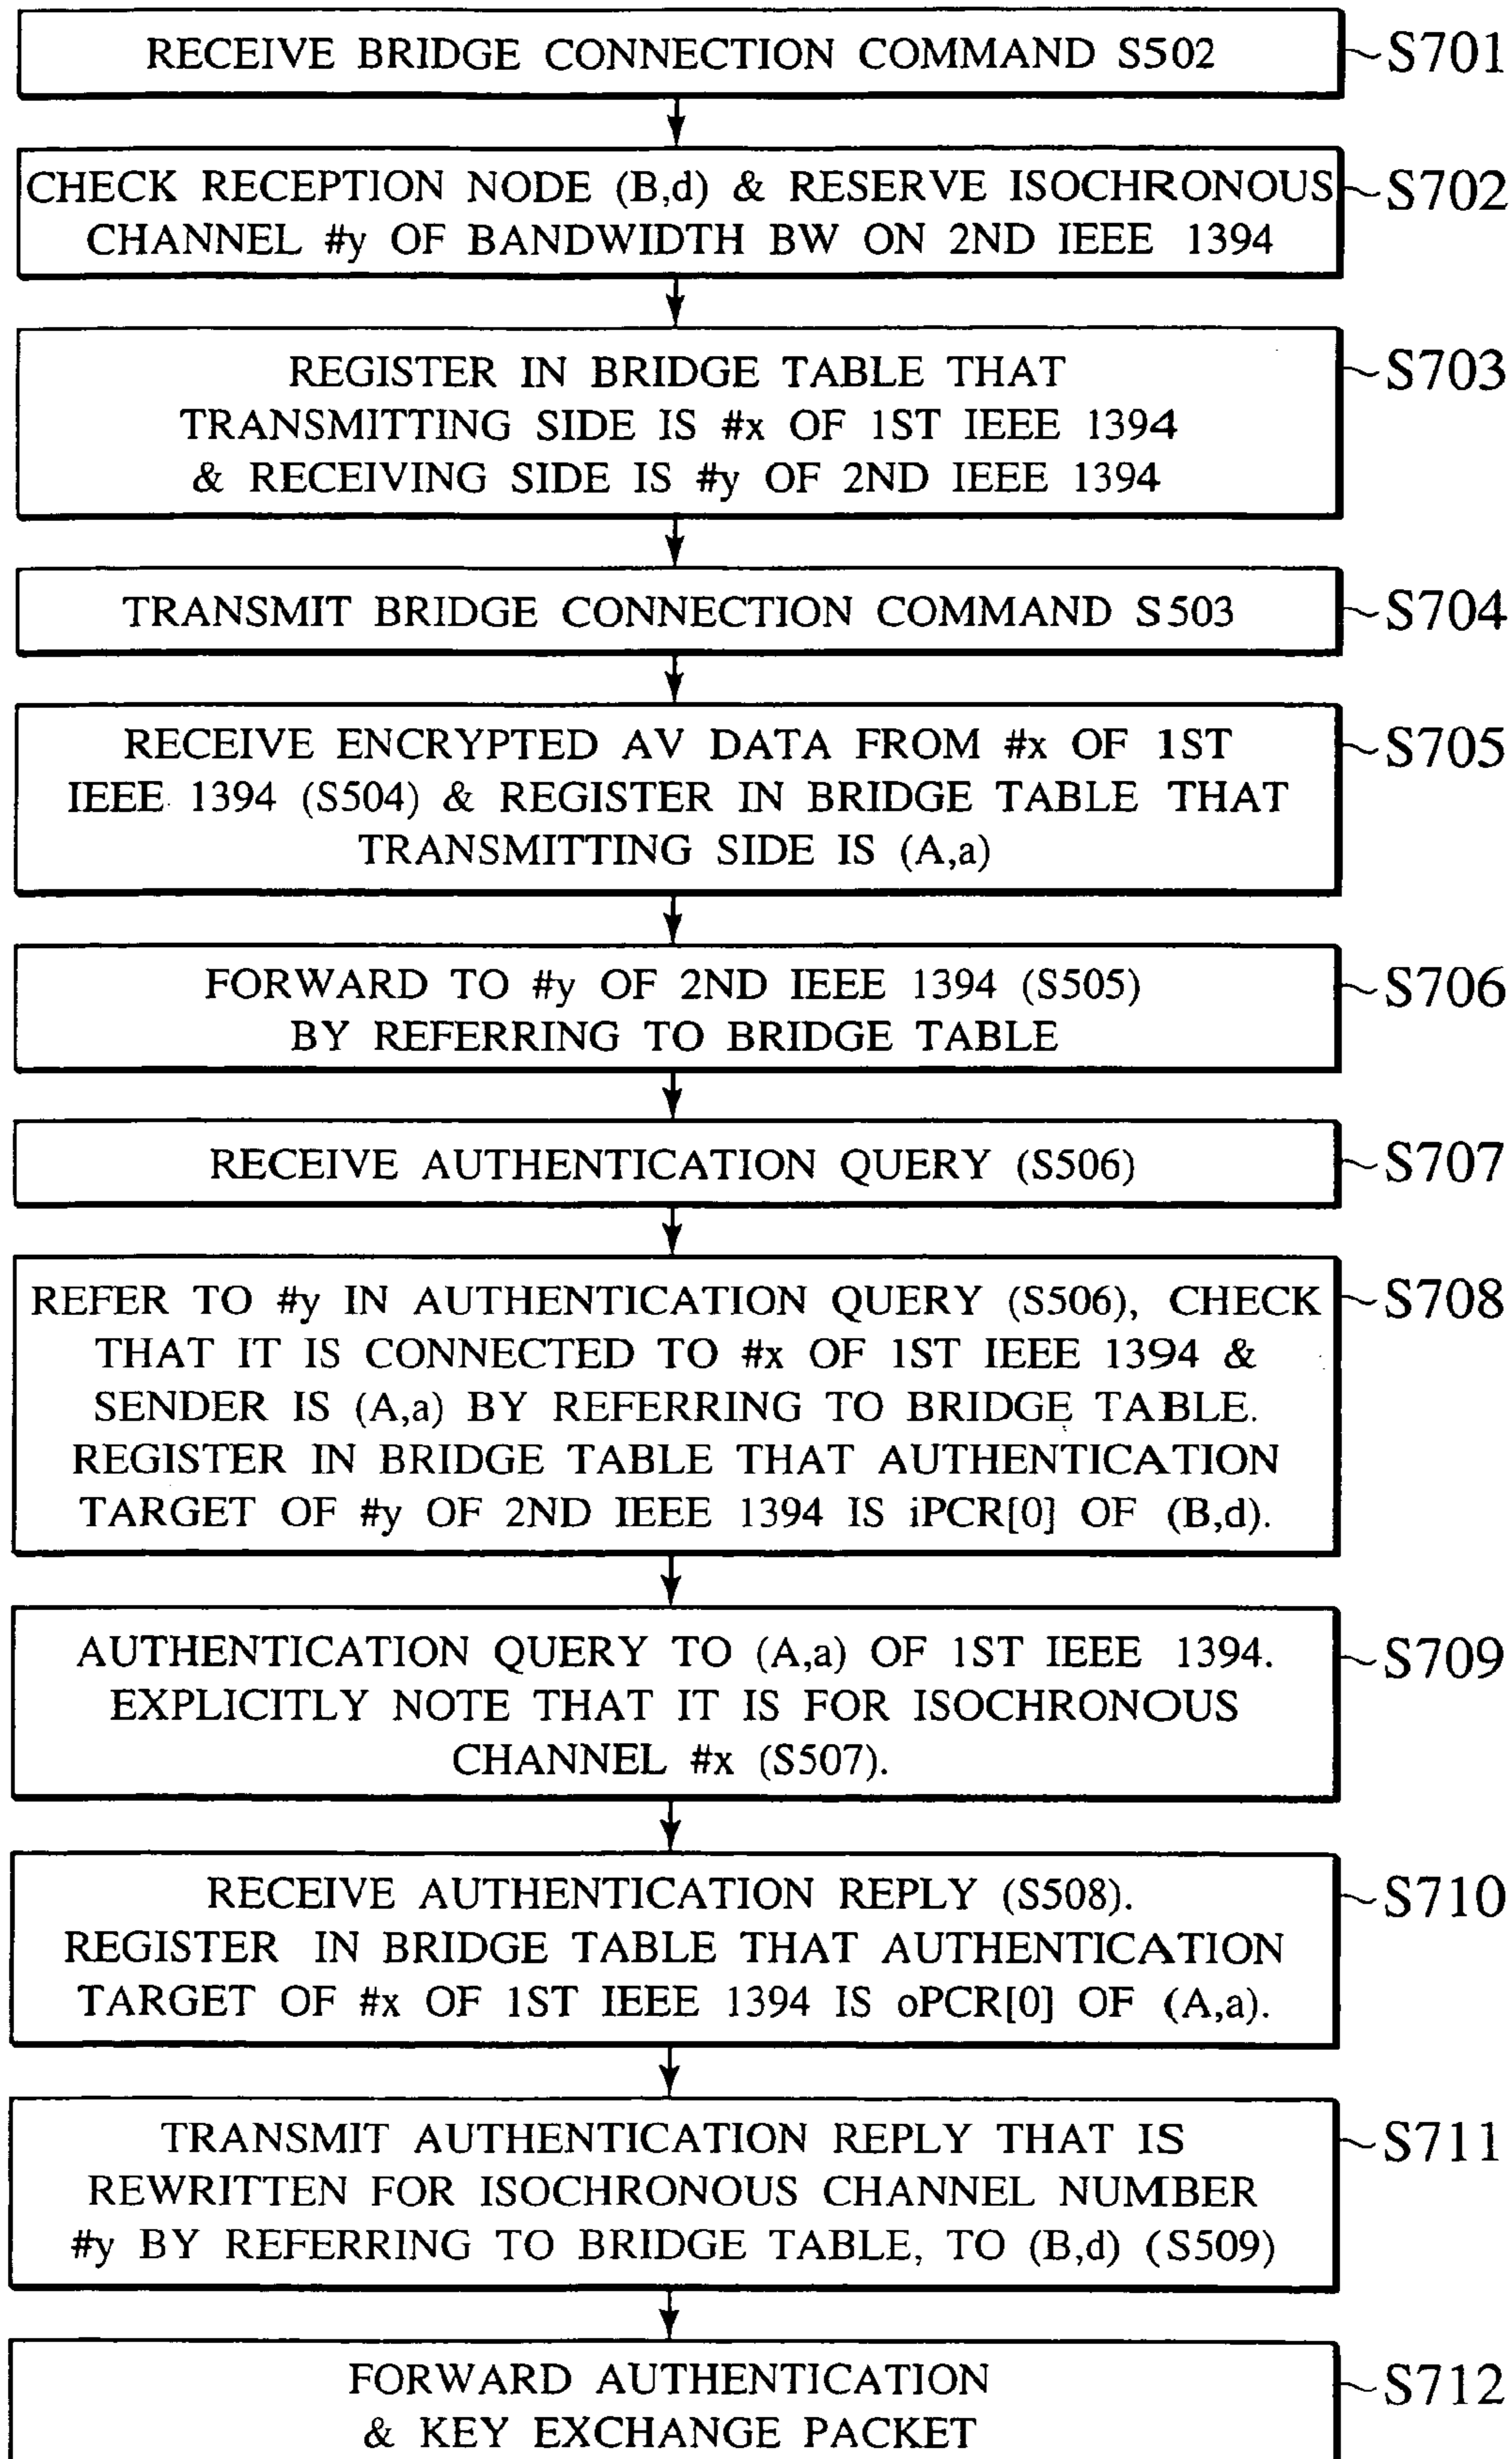 RECEIVE BRIDGE CONNECTION COMMAND S502
S701
CHECK RECEPTION NODE (B,d) & RESERVE ISOCHRONOUS
CHANNEL #y OF BANDWIDTH BW ON 2ND IEEE 1394
S702
REGISTER IN BRIDGE TABLE THAT
TRANSMITTING SIDE IS #x OF 1ST IEEE 1394
& RECEIVING SIDE IS #y OF 2ND IEEE 1394
S703
TRANSMIT BRIDGE CONNECTION COMMAND S503
S704
RECEIVE ENCRYPTED AV DATA FROM #x OF 1ST
IEEE 1394 (S504) & REGISTER IN BRIDGE TABLE THAT
TRANSMITTING SIDE IS (A,a)
S705
FORWARD TO #y OF 2ND IEEE 1394 (S505)
BY REFERRING TO BRIDGE TABLE
S706
RECEIVE AUTHENTICATION QUERY (S506)
S707
REFER TO #y IN AUTHENTICATION QUERY (S506), CHECK
THAT IT IS CONNECTED TO #x OF 1ST IEEE 1394 &
SENDER IS (A,a) BY REFERRING TO BRIDGE TABLE.
REGISTER IN BRIDGE TABLE THAT AUTHENTICATION
TARGET OF #y OF 2ND IEEE 1394 IS iPCR[0] OF (B,d).
S708
AUTHENTICATION QUERY TO (A,a) OF 1ST IEEE 1394.
EXPLICITLY NOTE THAT IT IS FOR ISOCHRONOUS
CHANNEL #x (S507).
S709
RECEIVE AUTHENTICATION REPLY (S508).
REGISTER IN BRIDGE TABLE THAT AUTHENTICATION
TARGET OF #x OF 1ST IEEE 1394 IS oPCR[0] OF (A,a).
S710
TRANSMIT AUTHENTICATION REPLY THAT IS
REWRITTEN FOR ISOCHRONOUS CHANNEL NUMBER
#y BY REFERRING TO BRIDGE TABLE, TO (B,d) (S509)
S711
FORWARD AUTHENTICATION
& KEY EXCHANGE PACKET
S712